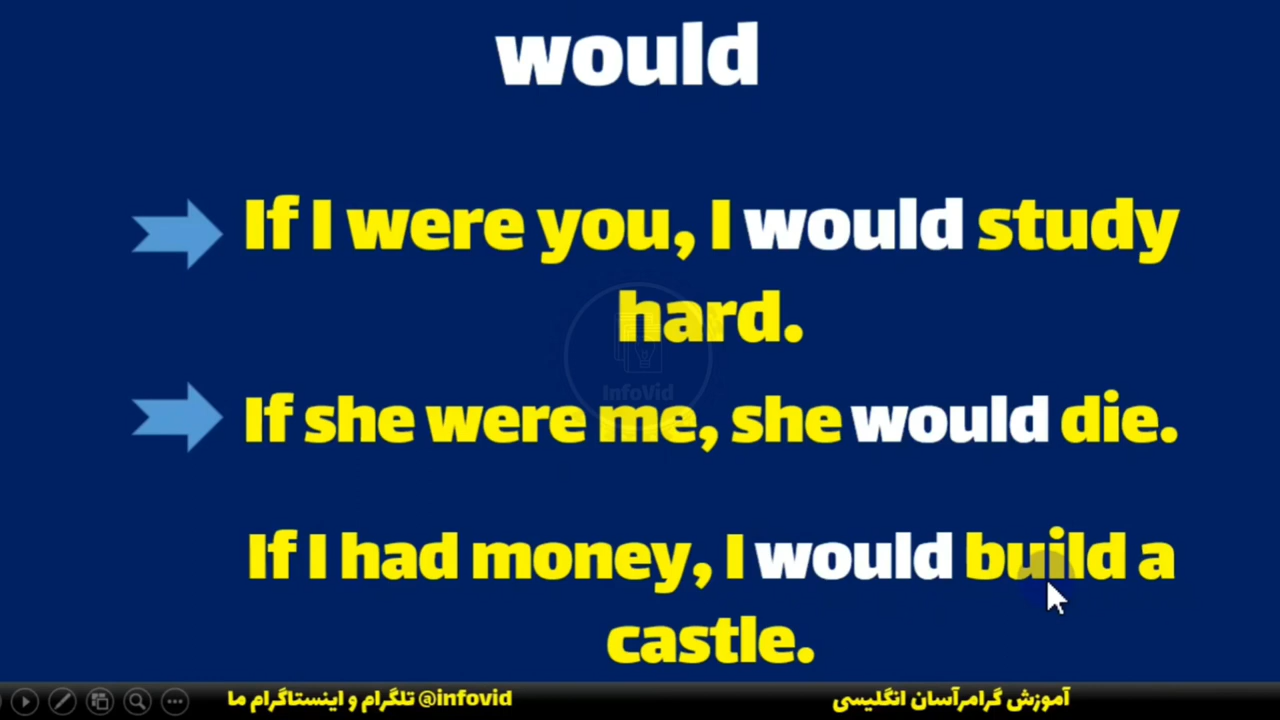 would
If I were you, I would study
hard.
InfoVid
If she were me, she would die.
If I had money, I would build a
castle.
آموزش گرامرآسان انگلیسی
@infovid تلگرام و اینستاگرام ما